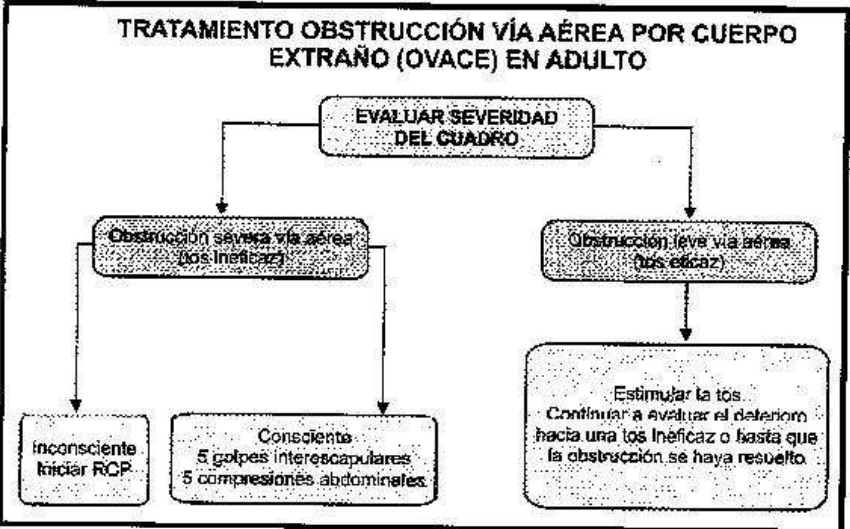 TRATAMIENTO OBSTRUCCIÓN VÍA AÉREA POR CUERPO
EXTRAÑO (OVACE) EN ADULTO
EVALUAR SEVERIDAD
DEL CUADRO
Obstrucción severa vía aérea
(tos ineficaz)
Obstrucción leve vía aérea
(tos eficaz)
Inconsciente
Iniciar RCP
Consciente
5 golpes interescapulares
5 compresiones abdominales
Estimular la tos.
Continuar a evaluar el deterioro
hacia una tos ineficaz o hasta que
la obstrucción se haya resuelto